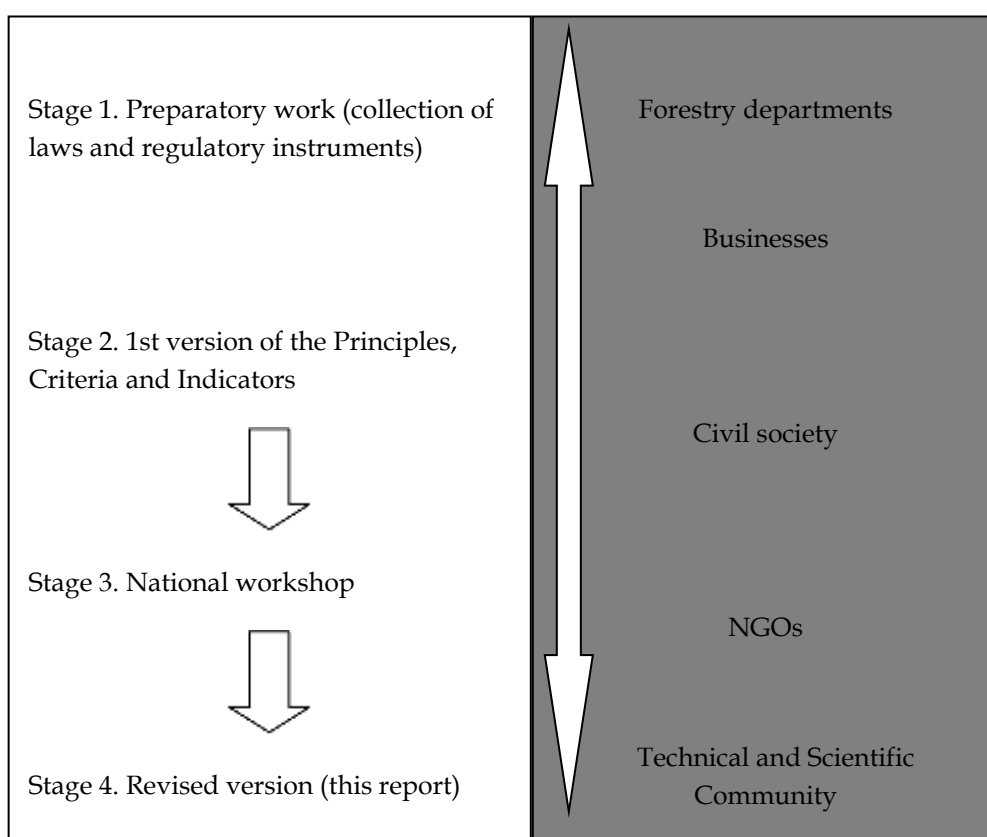 Stage 1. Preparatory work (collection of
laws and regulatory instruments)
Stage 2. 1st version of the Principles,
Criteria and Indicators
Stage 3. National workshop
Stage 4. Revised version (this report)
Forestry departments
Businesses
Civil society
NGOs
Technical and Scientific
Community